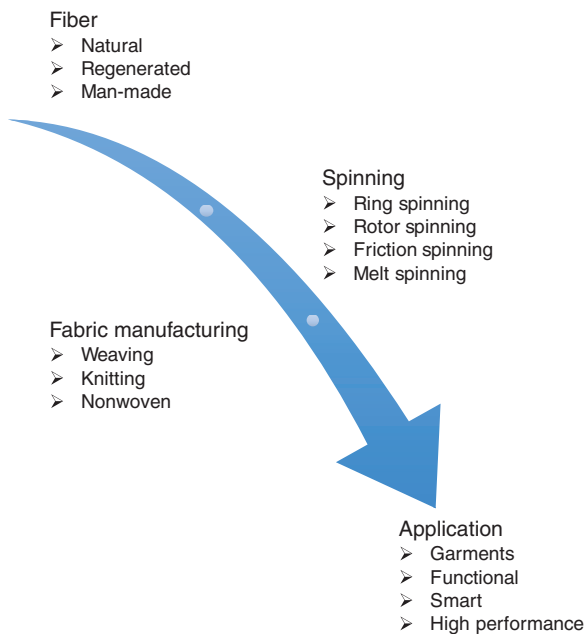 Fiber
➢ Natural
➢ Regenerated
➢ Man-made
Spinning
➢ Ring spinning
➢ Rotor spinning
➢ Friction spinning
➢ Melt spinning
Fabric manufacturing
➢ Weaving
➢ Knitting
➢ Nonwoven
Application
➢ Garments
➢ Functional
➢ Smart
➢ High performance